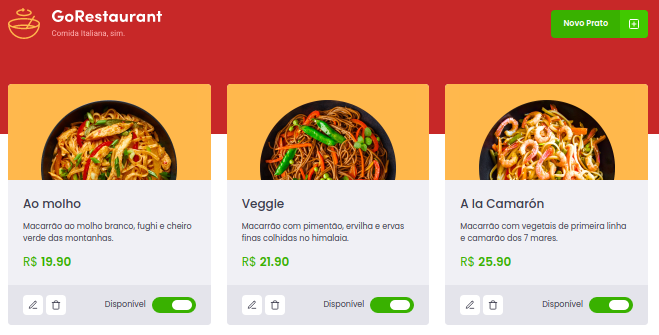 GoRestaurant
Comida Italiana, sim.
Novo Prato
Ao molho
Macarrão ao molho branco, fughi e cheiro
verde das montanhas.
R$ 19.90
Disponível
Veggie
Macarrão com pimentão, ervilha e ervas
finas colhidas no himalaia.
R$ 21.90
Disponível
A la Camarón
Macarrão com vegetais de primeira linha
e camarão dos 7 mares.
R$ 25.90
Disponível